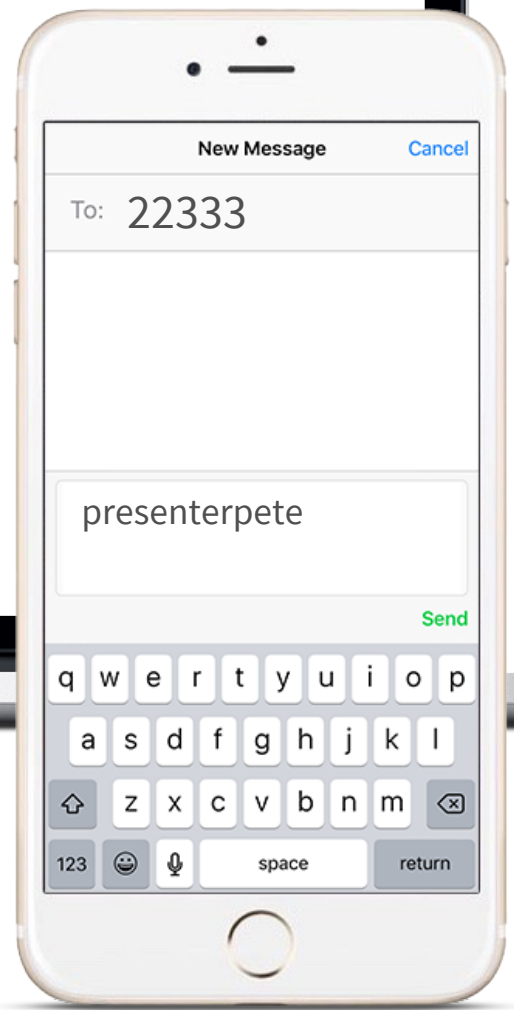 New Message Cancel
To: 22333
presenterpete
Send
q w e r t y u i o p
a s d f g h j k l
z x c v b n m
123 space return